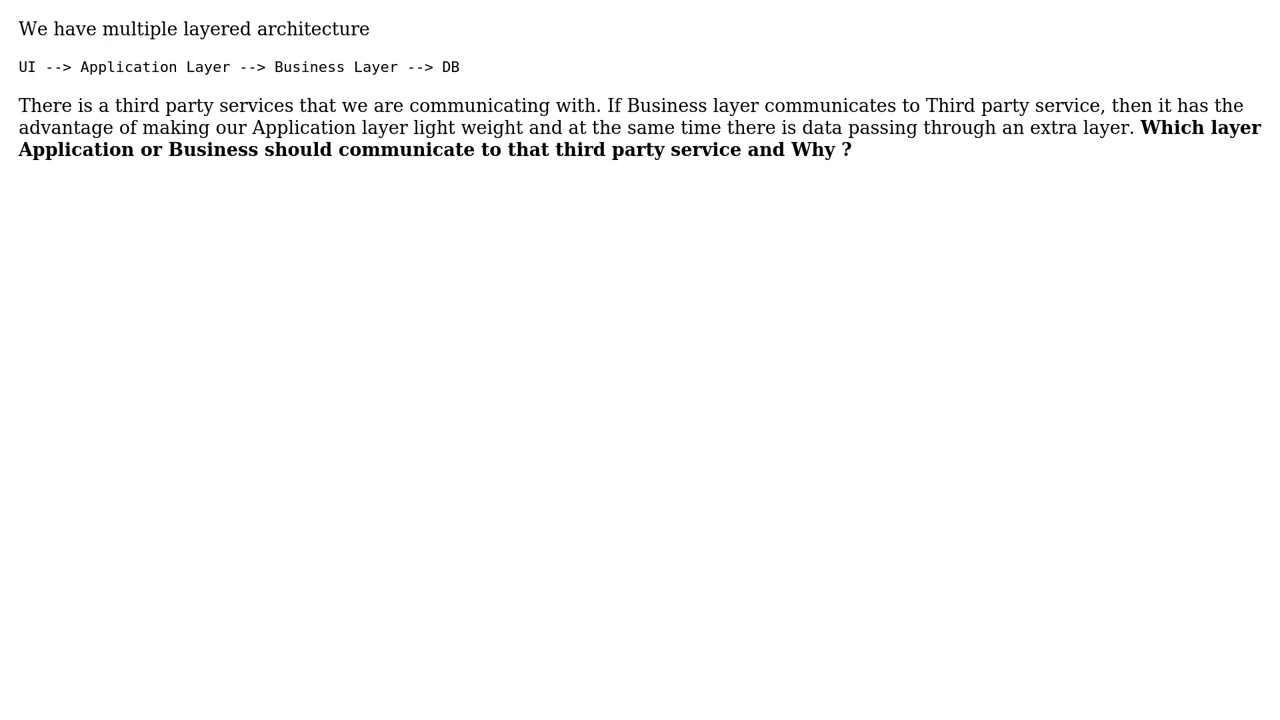 We have multiple layered architecture
UI --> Application Layer --> Business Layer --> DB
There is a third party services that we are communicating with. If Business layer communicates to Third party service, then it has the
advantage of making our Application layer light weight and at the same time there is data passing through an extra layer. Which layer
Application or Business should communicate to that third party service and Why ?